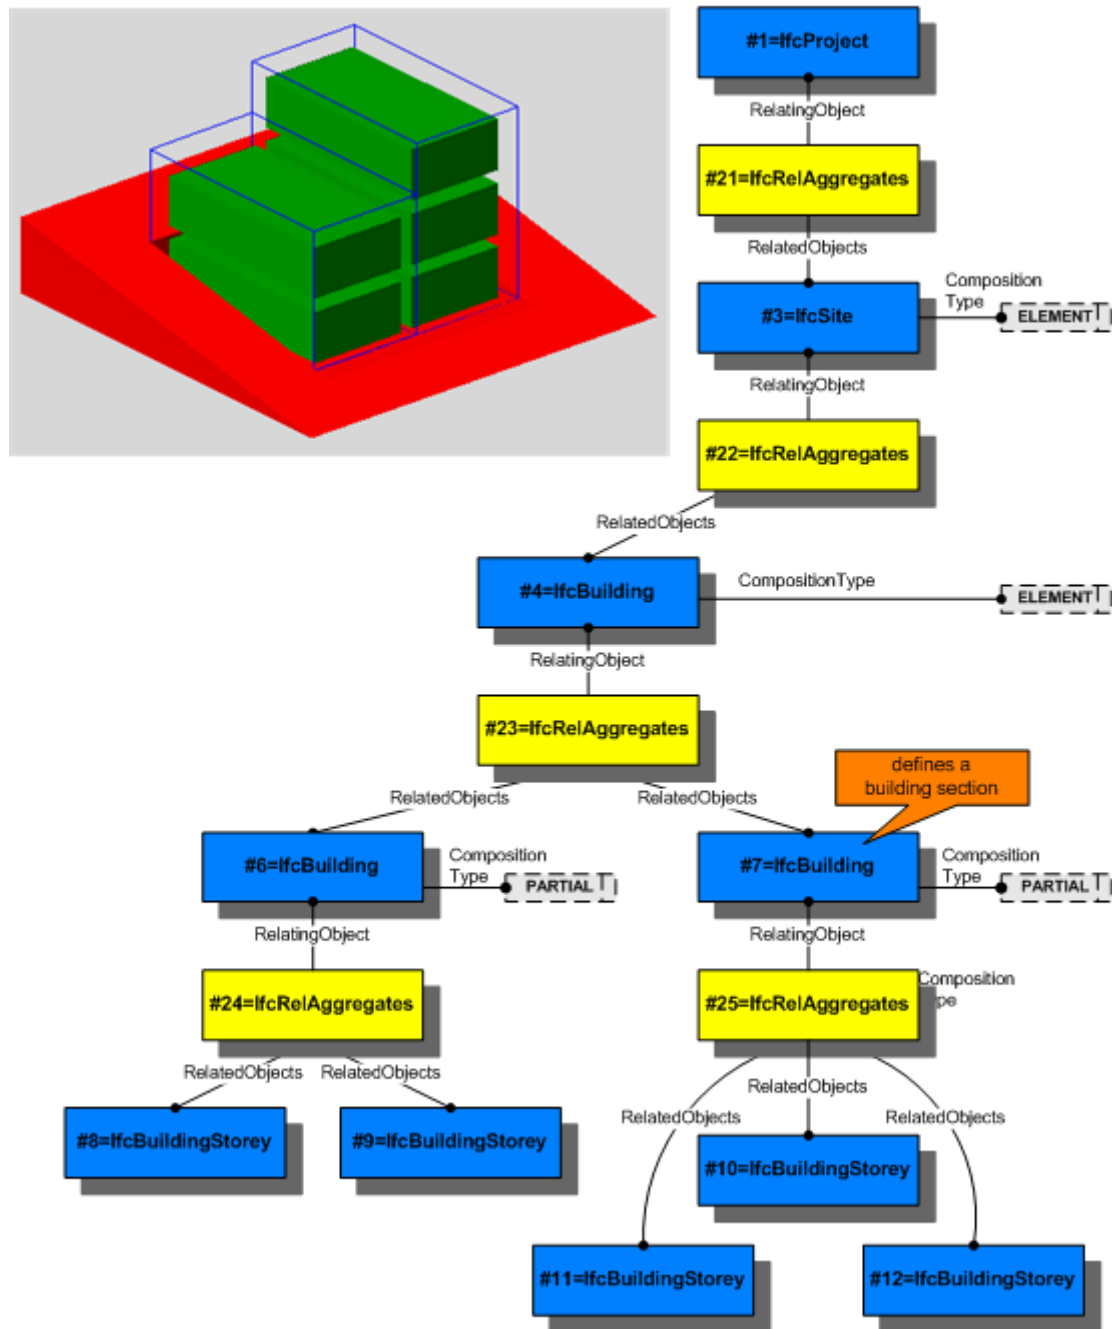 #1=IfcProject
RelatingObject
#21=IfcRelAggregates
RelatedObjects
Composition
Type
#3=IfcSite
ELEMENT
RelatingObject
#22=IfcRelAggregates
RelatedObjects
#4=IfcBuilding
CompositionType
ELEMENT
RelatingObject
#23=IfcRelAggregates
defines a
building section
RelatedObjects
RelatedObjects
#6=IfcBuilding
Composition
Type
PARTIAL
#7=IfcBuilding
Composition
Type
PARTIAL
RelatingObject
RelatingObject
#24=IfcRelAggregates
#25=IfcRelAggregates
Composition
RelatedObjects
RelatedObjects
RelatedObjects
RelatedObjects
RelatedObjects
#8=IfcBuildingStorey
#9=IfcBuildingStorey
#10=IfcBuildingStorey
#11=IfcBuildingStorey
#12=IfcBuildingStorey